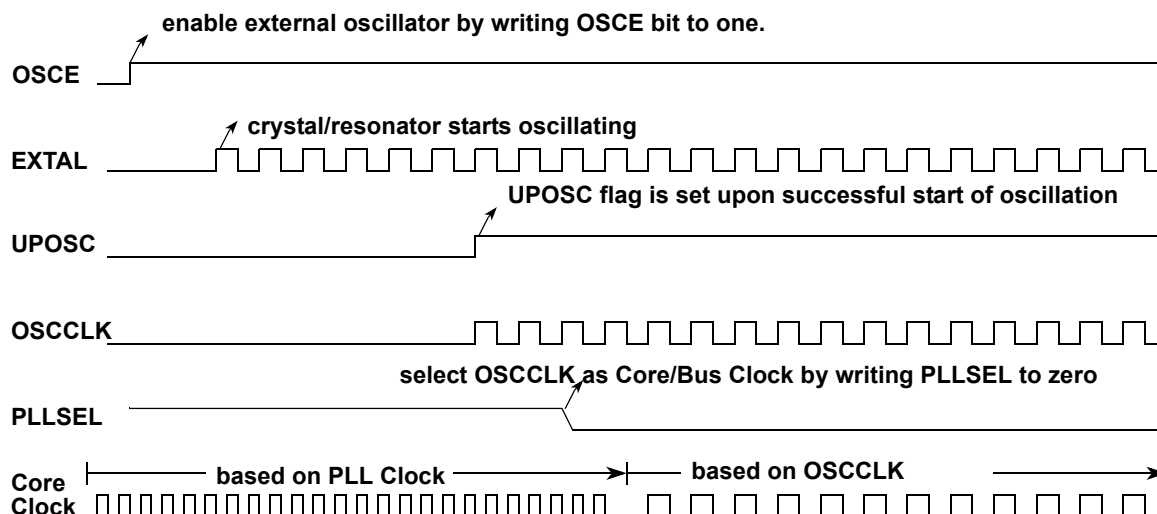 enable external oscillator by writing OSCE bit to one.
OSCE
crystal/resonator starts oscillating
EXTAL
UPOSC flag is set upon successful start of oscillation
UPOSC
OSCCLK
select OSCCLK as Core/Bus Clock by writing PLLSEL to zero
PLLSEL
based on PLL Clock
based on OSCCLK
Core
Clock